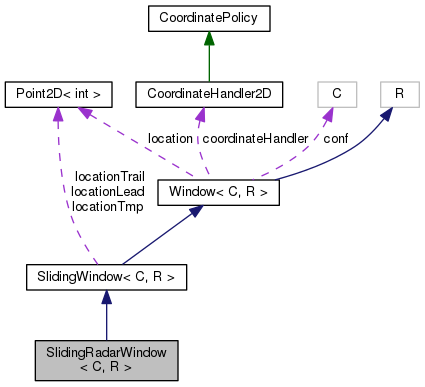 CoordinatePolicy
Point2D< int >
CoordinateHandler2D
C
R
location
coordinateHandler
conf
locationTrail
locationLead
locationTmp
Window< C, R >
SlidingWindow< C, R >
SlidingRadarWindow
< C, R >